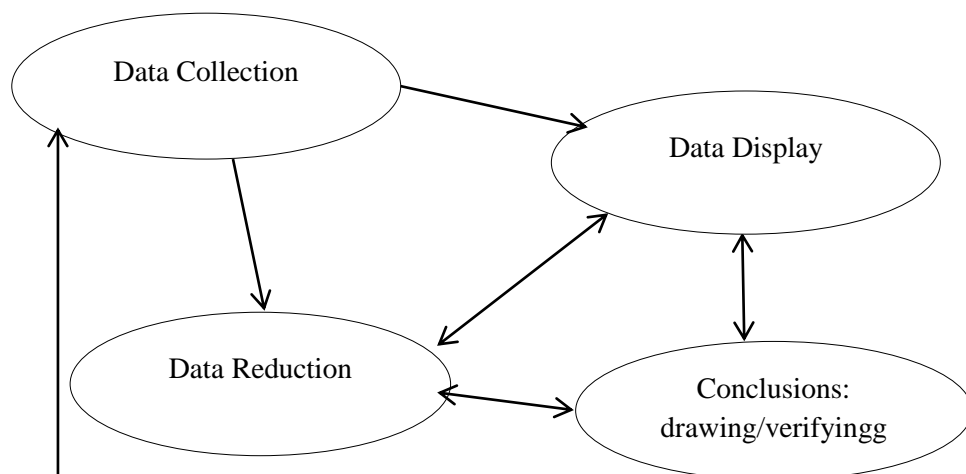 Data Collection
Data Display
Data Reduction
Conclusions:
drawing/verifyingg